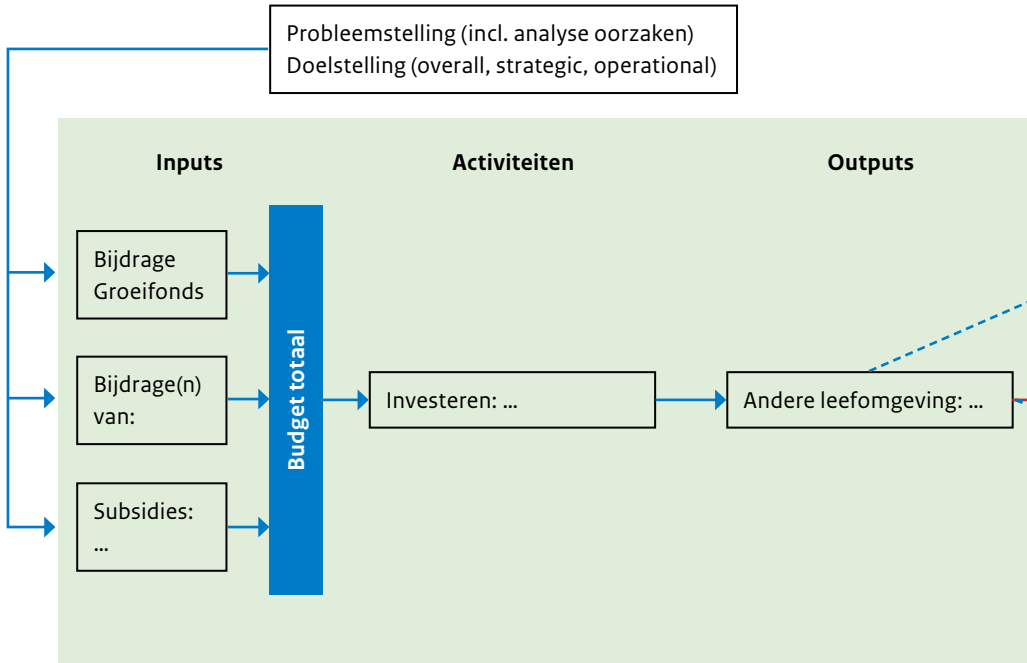 Probleemstelling (incl. analyse oorzaken)
Doelstelling (overall, strategic, operational)
Inputs
Activiteiten
Outputs
Bijdrage
Groeifonds
Bijdrage(n)
van:
Subsidies:
...
Budget totaal
Investeren: ...
Andere leefomgeving: ...